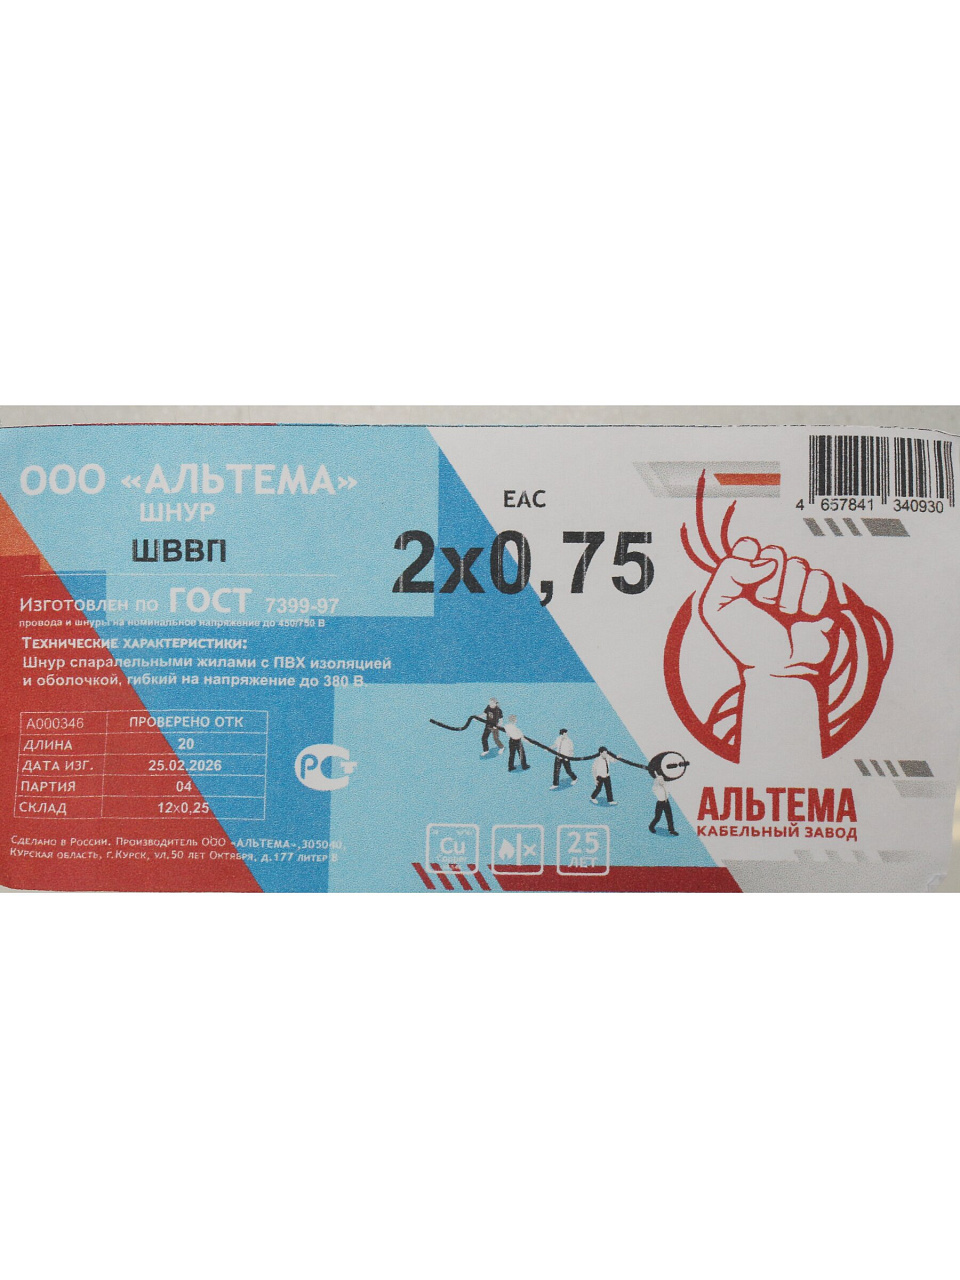 ООО «АЛЬТЕМА»
ШНУР
ШВВП
ИЗГОТОВЛЕН ПО ГОСТ 7399-97
провода и шнуры на номинальное напряжение до 450/750 В
ТЕХНИЧЕСКИЕ ХАРАКТЕРИСТИКИ:
Шнур спаралельными жилами с ПВХ изоляцией
и оболочкой, гибкий на напряжение до 380 В.
А000346 ПРОВЕРЕНО ОТК
ДЛИНА 20
ДАТА ИЗГ. 25.02.2026
ПАРТИЯ 04
СКЛАД 12х0,25
СДЕЛАНО В РОССИИ. ПРОИЗВОДИТЕЛЬ ООО «АЛЬТЕМА»,305040,
КУРСКАЯ ОБЛАСТЬ, Г.КУРСК, УЛ.50 ЛЕТ ОКТЯБРЯ, Д.177 ЛИТЕР В
РСТ
ЕАС
2х0,75
Cu
Copper
25
ЛЕТ
4 657841 340930
АЛЬТЕМА
КАБЕЛЬНЫЙ ЗАВОД